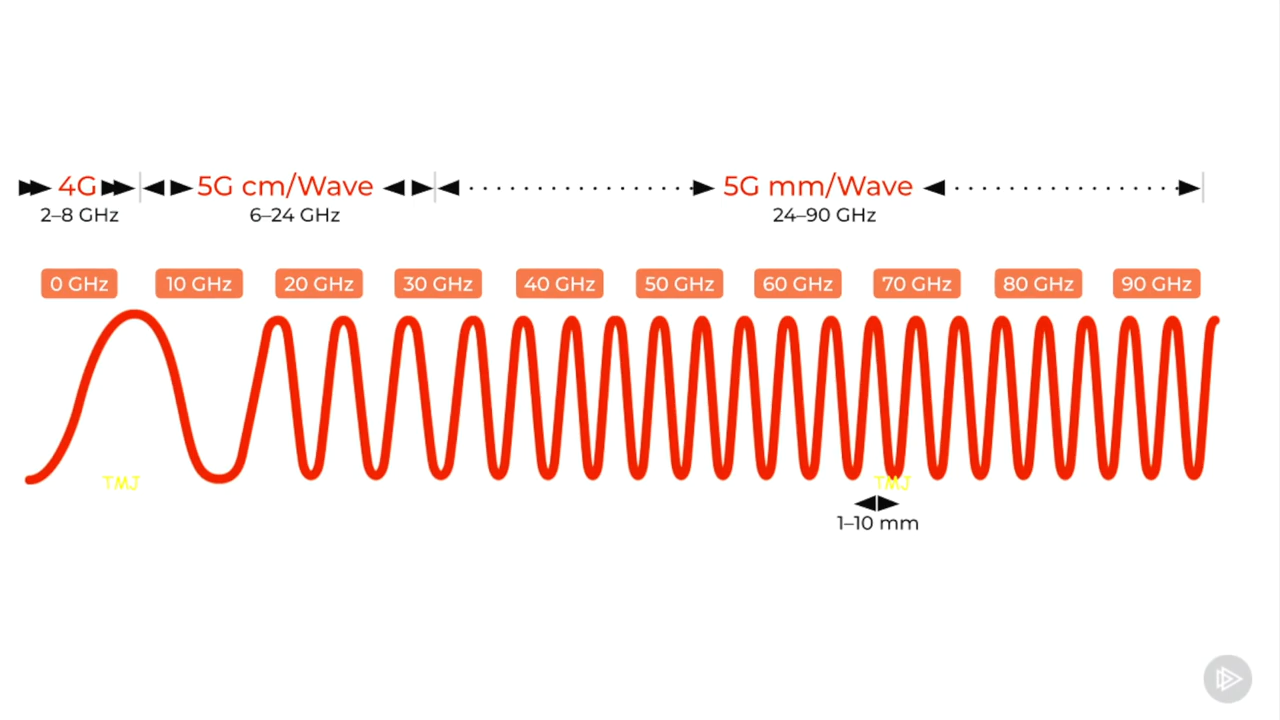 4G 5G cm/Wave 5G mm/Wave
2–8 GHz 6–24 GHz 24–90 GHz
0 GHz 10 GHz 20 GHz 30 GHz 40 GHz 50 GHz 60 GHz 70 GHz 80 GHz 90 GHz
TMJ TMJ
1–10 mm